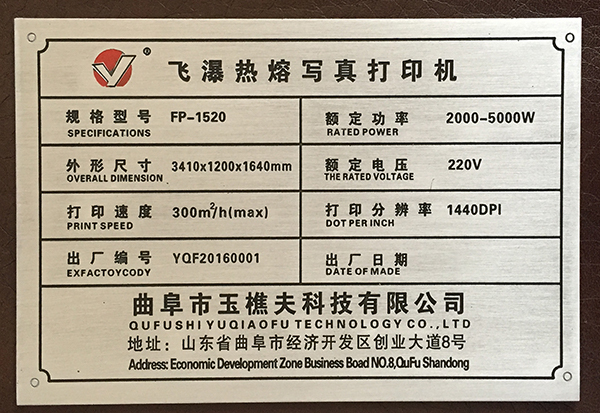 ® 飞瀑热熔写真打印机
规格型号 FP-1520 额定功率 2000-5000W
SPECIFICATIONS RATED POWER
外形尺寸 3410x1200x1640mm 额定电压 220V
OVERALL DIMENSION THE RATED VOLTAGE
打印速度 300m²/h(max) 打印分辨率 1440DPI
PRINT SPEED DOT PER INCH
出厂编号 YQF20160001 出厂日期
EXFACTOYCODY DATE OF MADE
曲阜市玉樵夫科技有限公司
QUFUSHI YUQIAOFU TECHNOLOGY CO.,LTD
地址：山东省曲阜市经济开发区创业大道8号
Address: Economic Development Zone Business Boad NO.8,QuFu Shandong